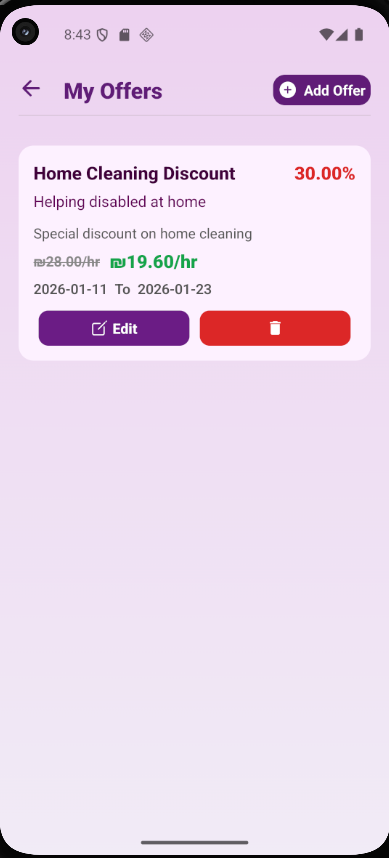 8:43
My Offers
Add Offer
Home Cleaning Discount 30.00%
Helping disabled at home
Special discount on home cleaning
₪28.00/hr ₪19.60/hr
2026-01-11 To 2026-01-23
Edit